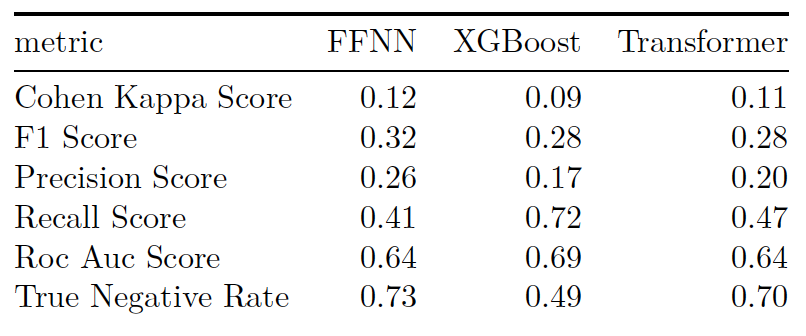 metric FFNN XGBoost Transformer
Cohen Kappa Score 0.12 0.09 0.11
F1 Score 0.32 0.28 0.28
Precision Score 0.26 0.17 0.20
Recall Score 0.41 0.72 0.47
Roc Auc Score 0.64 0.69 0.64
True Negative Rate 0.73 0.49 0.70